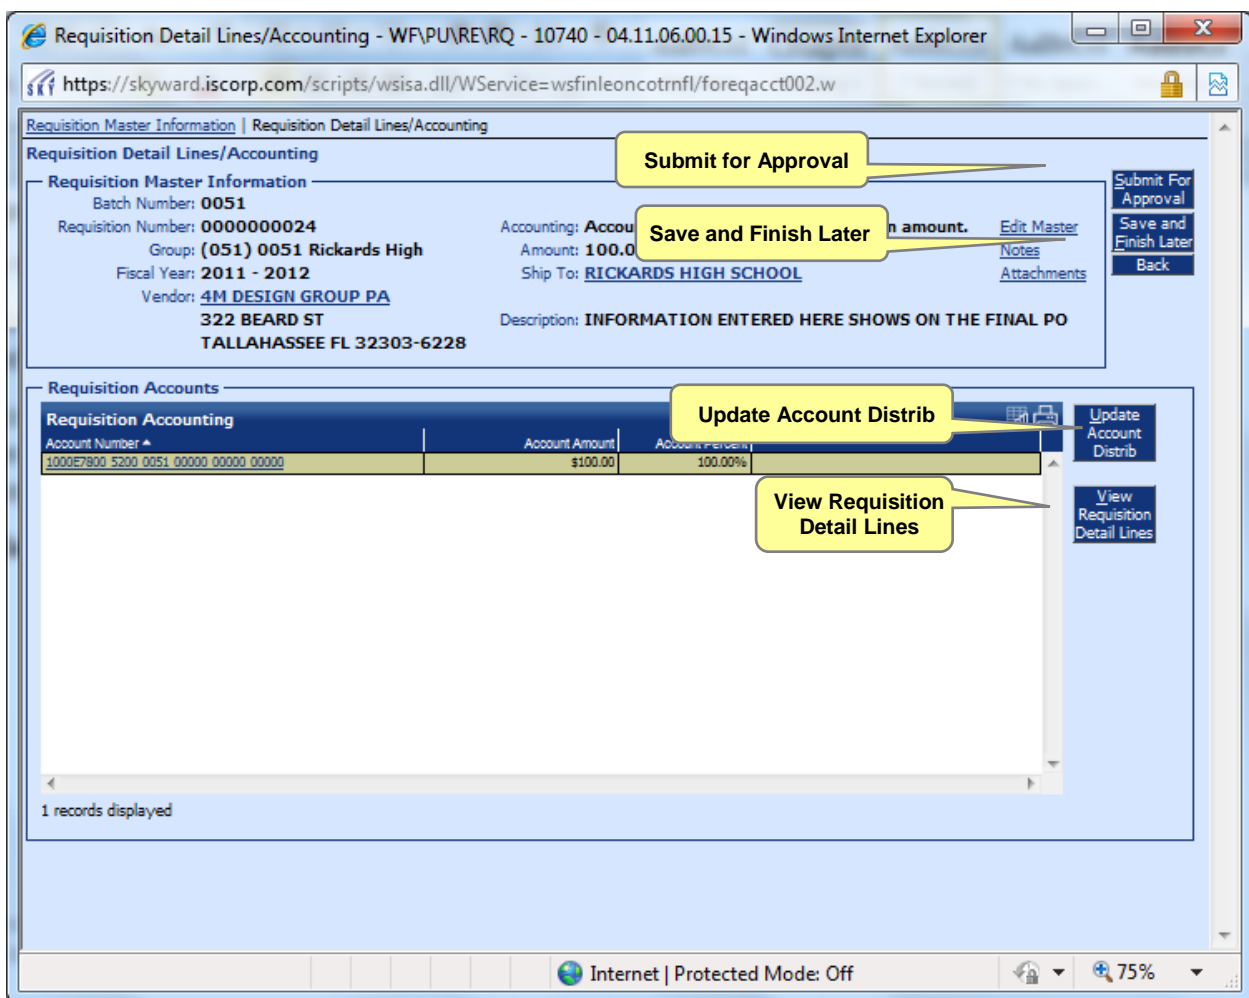 Requisition Detail Lines/Accounting - WF\PU\RE\RQ - 10740 - 04.11.06.00.15 - Windows Internet Explorer
https://skyward.iscorp.com/scripts/wsisa.dll/WService=wsfinleoncotrnfl/foreqacct002.w
Requisition Master Information | Requisition Detail Lines/Accounting
Requisition Detail Lines/Accounting
Submit for Approval
Requisition Master Information
Submit For
Approval
Batch Number: 0051
Requisition Number: 0000000024
Accounting: Accou
n amount.
Edit Master
Save and Finish Later
Save and
Finish Later
Group: (051) 0051 Rickards High
Amount: 100.0
Notes
Back
Fiscal Year: 2011 - 2012
Ship To: RICKARDS HIGH SCHOOL
Attachments
Vendor: 4M DESIGN GROUP PA
322 BEARD ST
Description: INFORMATION ENTERED HERE SHOWS ON THE FINAL PO
TALLAHASSEE FL 32303-6228
Requisition Accounts
Requisition Accounting
Update Account Distrib
Update
Account
Distrib
Account Number
Account Amount
Account Percent
1000E7800 5200 0051 00000 00000 00000
$100.00
100.00%
View Requisition
Detail Lines
View
Requisition
Detail Lines
1 records displayed
Internet | Protected Mode: Off
75%